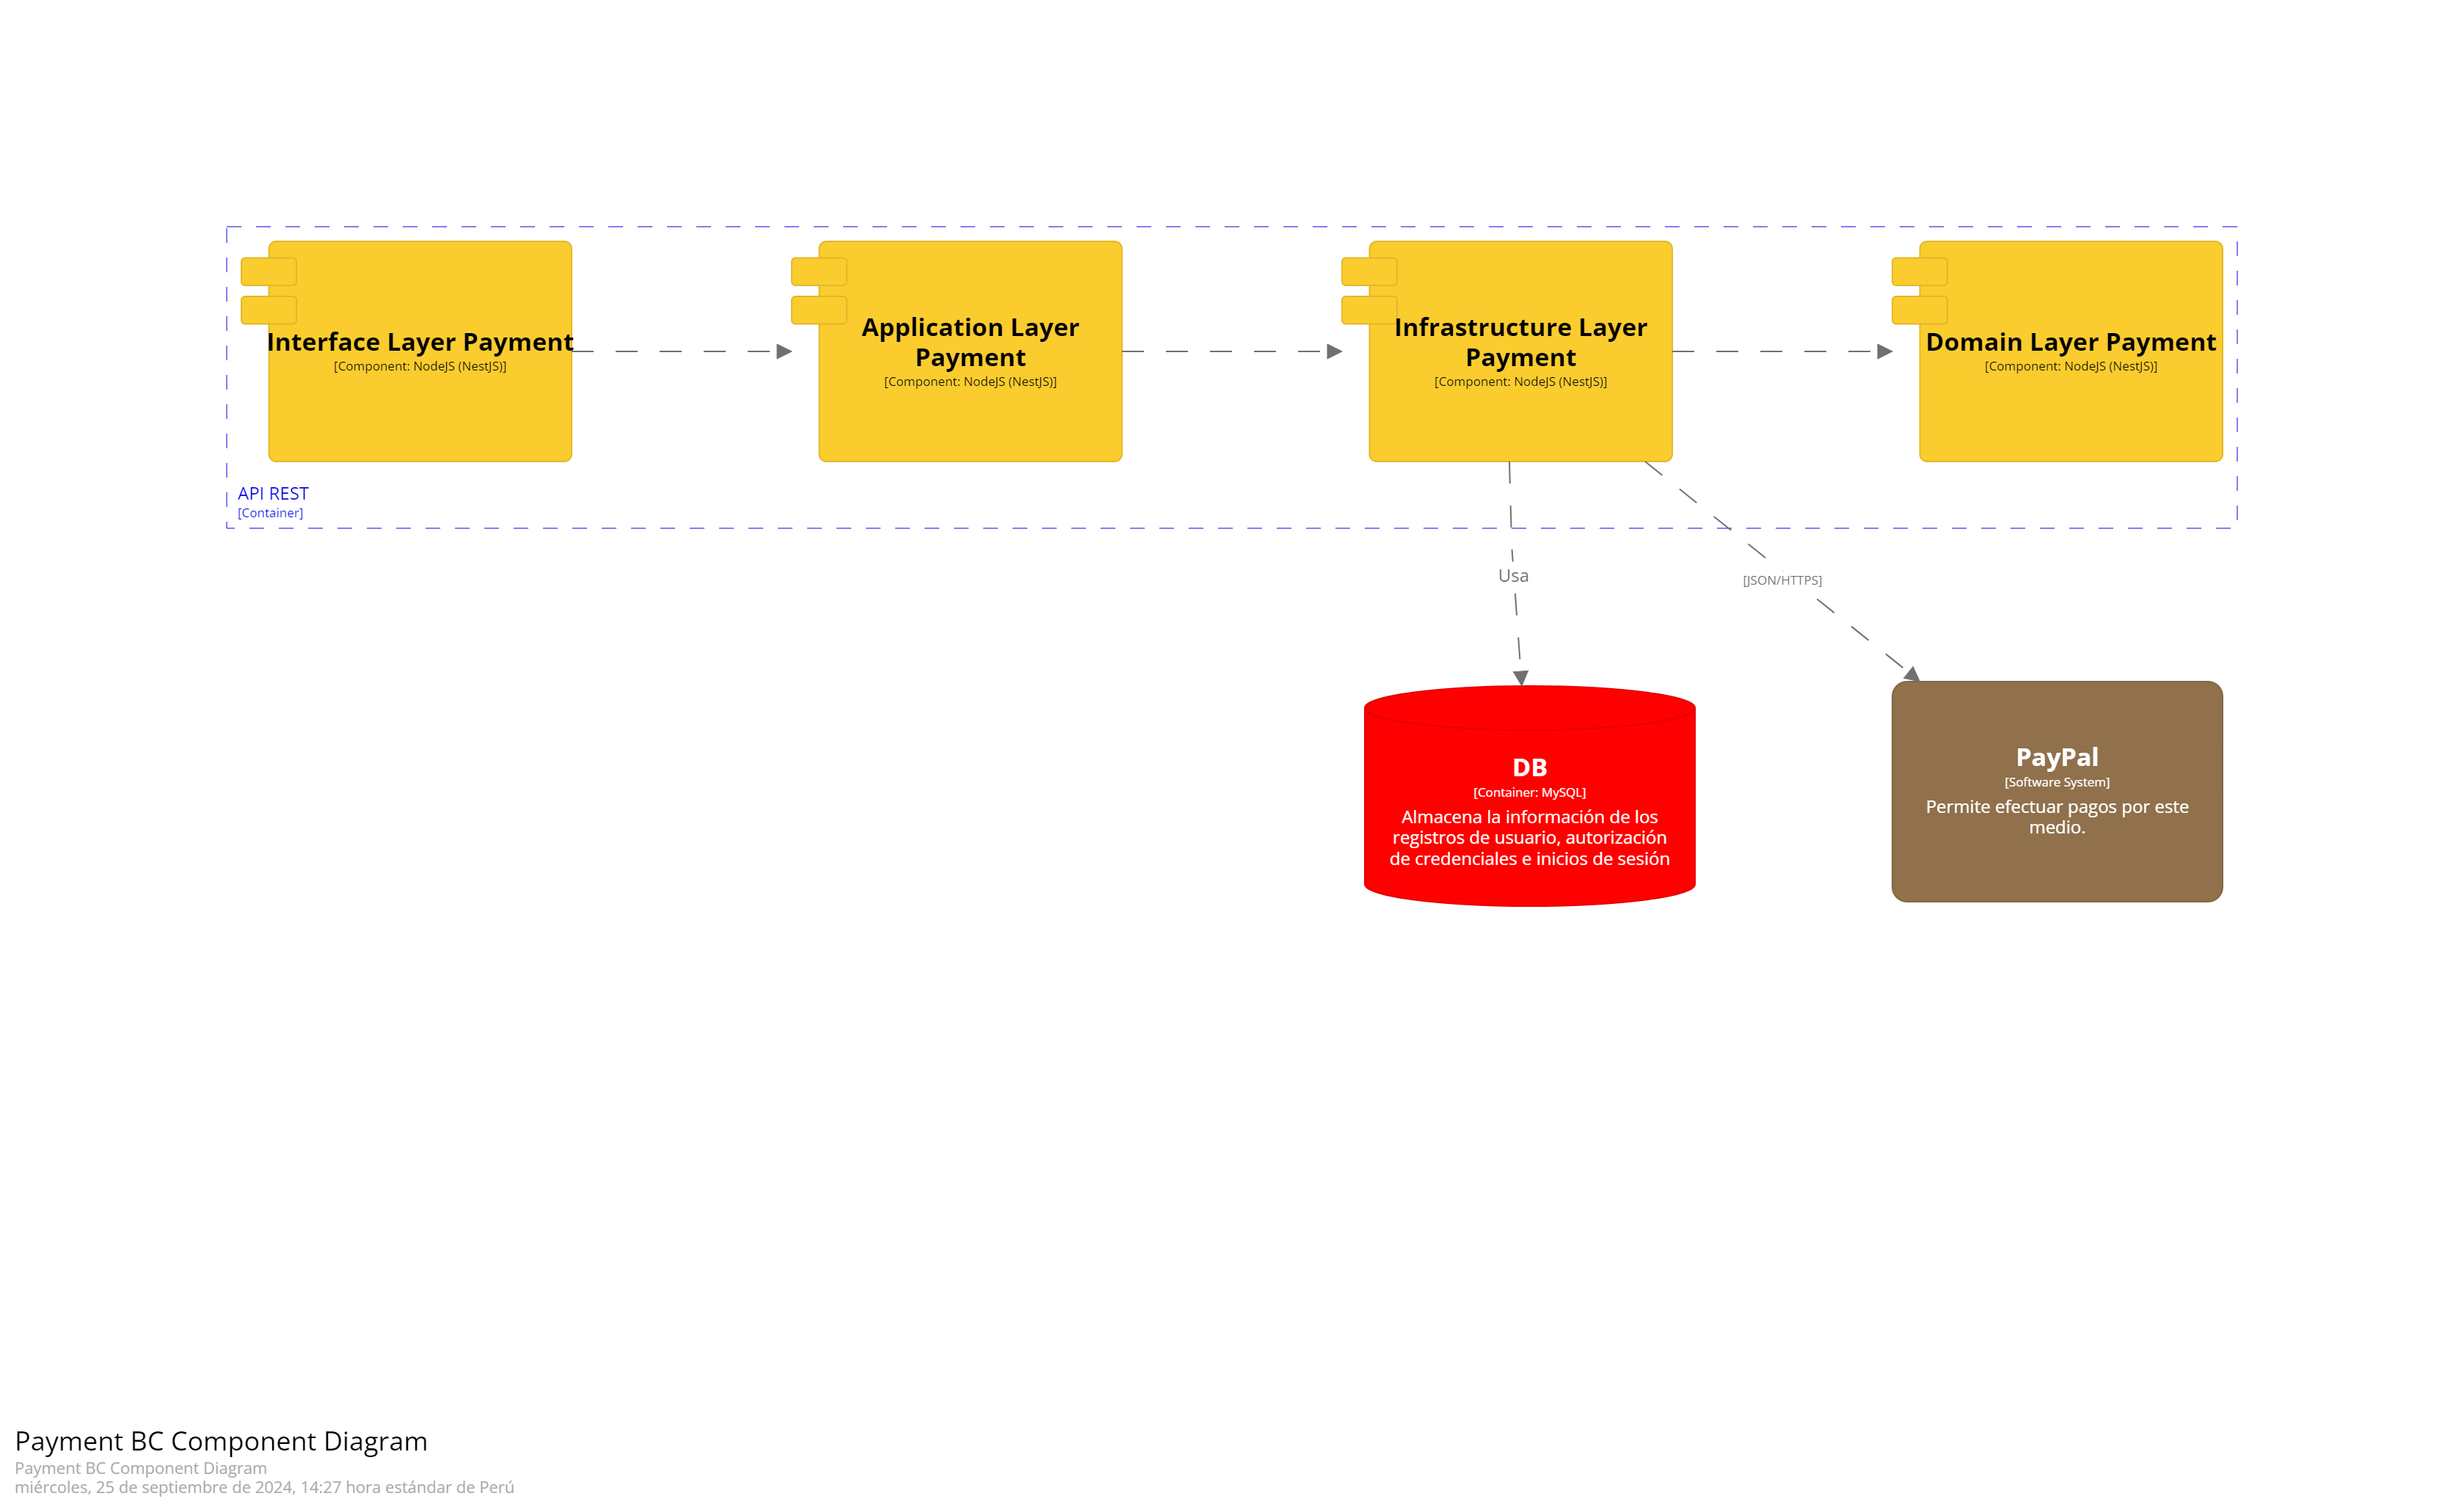 Interface Layer Payment
[Component: NodeJS (NestJS)]
Application Layer
Payment
[Component: NodeJS (NestJS)]
Infrastructure Layer
Payment
[Component: NodeJS (NestJS)]
Domain Layer Payment
[Component: NodeJS (NestJS)]
API REST
[Container]
Usa
[JSON/HTTPS]
DB
[Container: MySQL]
Almacena la información de los
registros de usuario, autorización
de credenciales e inicios de sesión
PayPal
[Software System]
Permite efectuar pagos por este
medio.
Payment BC Component Diagram
Payment BC Component Diagram
miércoles, 25 de septiembre de 2024, 14:27 hora estándar de Perú